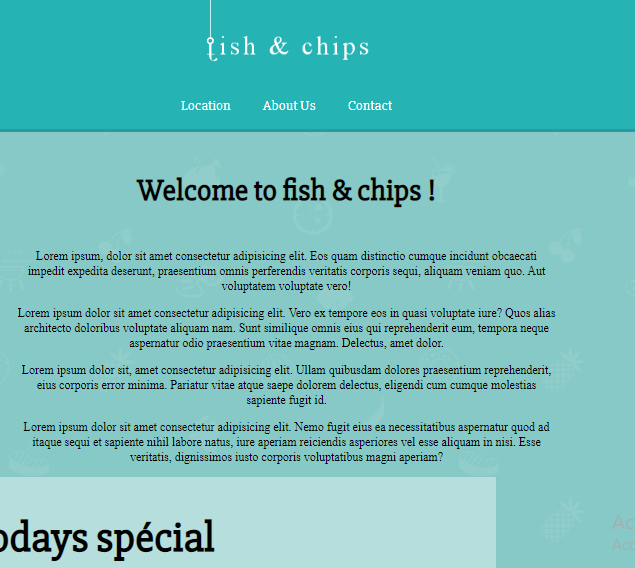 fish & chips
Location About Us Contact
Welcome to fish & chips !
Lorem ipsum, dolor sit amet consectetur adipisicing elit. Eos quam distinctio cumque incidunt obcaecati
impedit expedita deserunt, praesentium omnis perferendis veritatis corporis sequi, aliquam veniam quo. Aut
voluptatem voluptate vero!
Lorem ipsum dolor sit amet consectetur adipisicing elit. Vero ex tempore eos in quasi voluptate iure? Quos alias
architecto doloribus voluptate aliquam nam. Sunt similique omnis eius qui reprehenderit eum, tempora neque
aspernatur odio praesentium vitae magnam. Delectus, amet dolor.
Lorem ipsum dolor sit, amet consectetur adipisicing elit. Ullam quibusdam dolores praesentium reprehenderit,
eius corporis error minima. Pariatur vitae atque saepe dolorem delectus, eligendi cum cumque molestias
sapiente fugit id.
Lorem ipsum dolor sit amet consectetur adipisicing elit. Nemo fugit eius ea necessitatibus aspernatur quod ad
itaque sequi et sapiente nihil labore natus, iure aperiam reiciendis asperiores vel esse aliquam in nisi. Esse
veritatis, dignissimos iusto corporis voluptatibus magni aperiam?
odays spécial